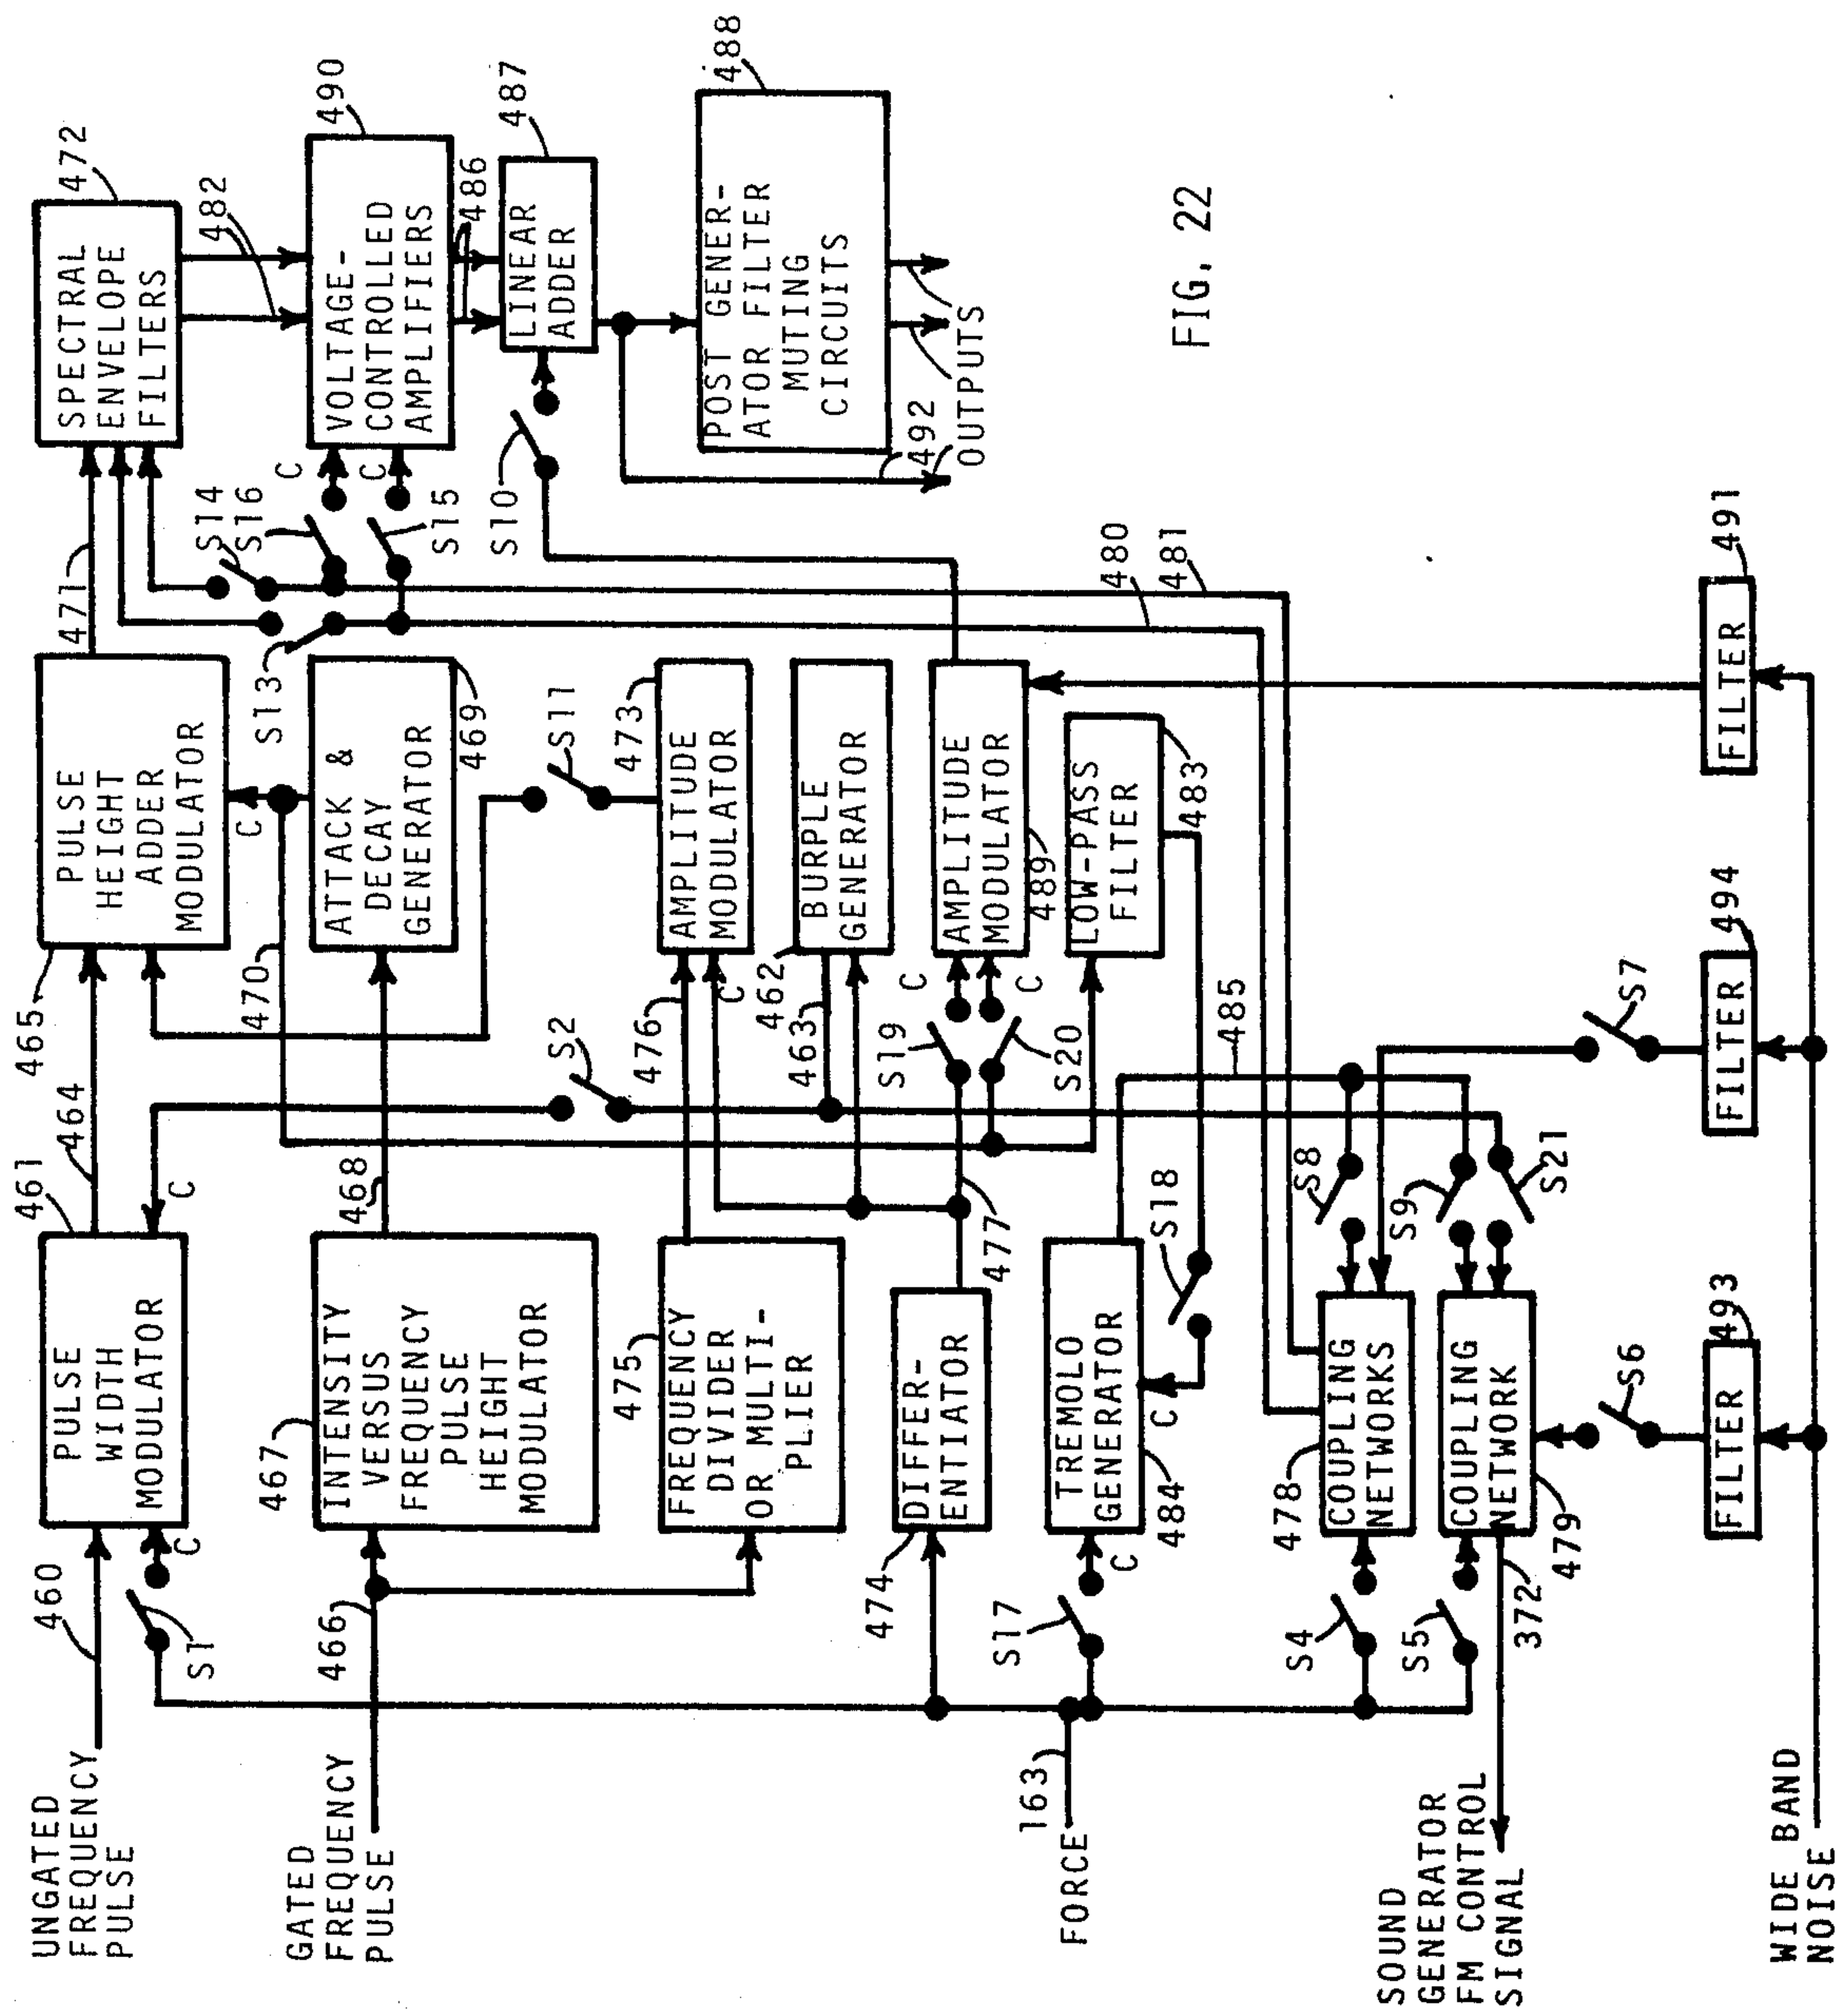 UNGATED
FREQUENCY
PULSE
460
S1
C
PULSE
WIDTH
MODULATOR
461
C
464
465
PULSE
HEIGHT
ADDER
MODULATOR
C
471
SPECTRAL
ENVELOPE
FILTERS
472
482
GATED
FREQUENCY
PULSE
466
467
INTENSITY
VERSUS
FREQUENCY
PULSE
HEIGHT
MODULATOR
468
470
ATTACK &
DECAY
GENERATOR
469
S13
S14
S16
C
C
S15
VOLTAGE-
CONTROLLED
AMPLIFIERS
490
486
475
FREQUENCY
DIVIDER
OR MULTI-
PLIER
S2
476
C
AMPLITUDE
MODULATOR
473
S11
S10
LINEAR
ADDER
487
462
463
BURPLE
GENERATOR
POST GENER-
ATOR FILTER
MUTING
CIRCUITS
488
492
OUTPUTS
474
DIFFER-
ENTIATOR
477
S19
S20
C
C
AMPLITUDE
MODULATOR
489
FORCE
163
S17
C
TREMOLO
GENERATOR
484
C
S18
LOW-PASS
FILTER
483
485
480
481
S4
478
COUPLING
NETWORKS
S8
S5
COUPLING
NETWORK
479
S9
S21
372
SOUND
GENERATOR
FM CONTROL
SIGNAL
S6
S7
FILTER
493
FILTER
494
FILTER
491
WIDE BAND
NOISE
FIG. 22